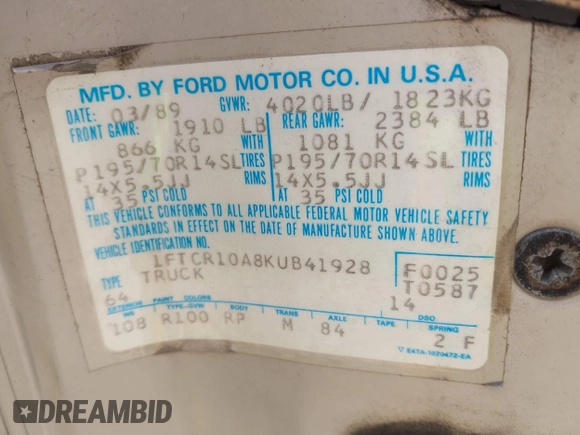 MFD. BY FORD MOTOR CO. IN U.S.A.
DATE: 03/89 GVWR: 4020LB/ 1823KG
FRONT GAWR: 1910 LB REAR GAWR: 2384 LB
866 KG WITH 1081 KG WITH
P195/70R14SL TIRES P195/70R14SL TIRES
14X5.5JJ RIMS 14X5.5JJ RIMS
AT 35 PSI COLD AT 35 PSI COLD
THIS VEHICLE CONFORMS TO ALL APPLICABLE FEDERAL MOTOR VEHICLE SAFETY
STANDARDS IN EFFECT ON THE DATE OF MANUFACTURE SHOWN ABOVE.
VEHICLE IDENTIFICATION NO.
1FTCR10A8KUB41928 F0025
TYPE TRUCK T0587
64 14
EXTERIOR PAINT COLORS DSO
WB TYPE-GVW TRANS AXLE TAPE SPRING
108 R100 RP M 84 2 F
E4TA-1020472-EA
DREAMBID